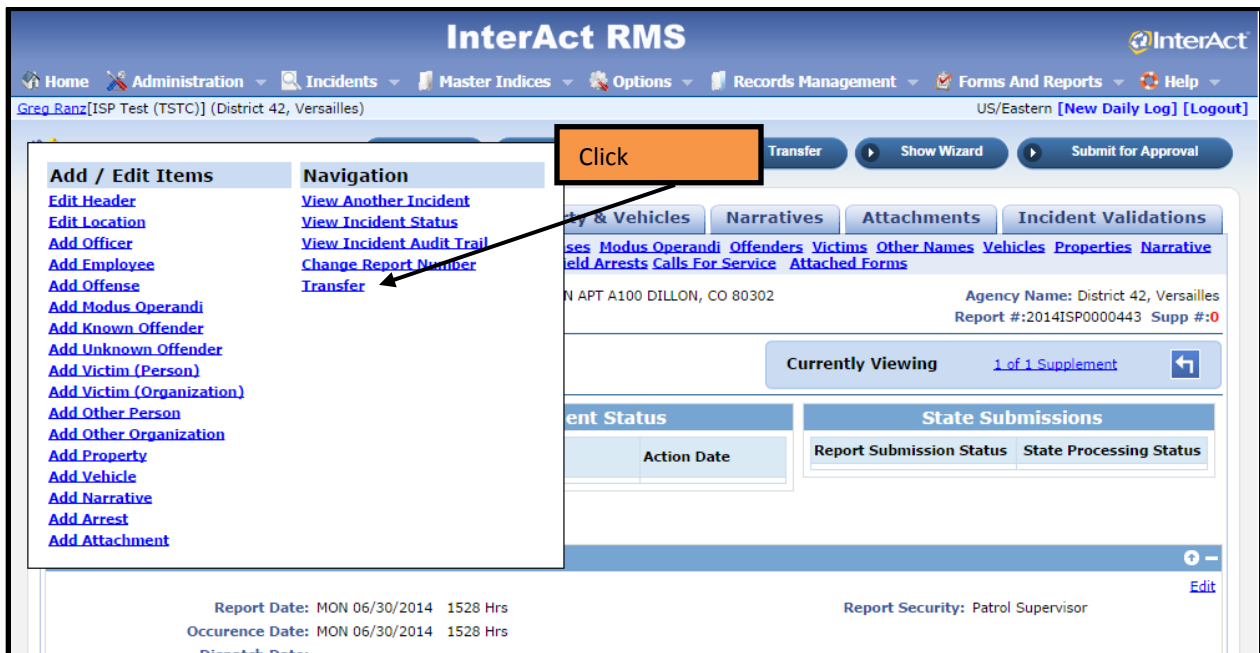 InterAct RMS
@InterAct
Home Administration Incidents Master Indices Options Records Management Forms And Reports Help
Greg Ranz[ISP Test (TSTC)] (District 42, Versailles) US/Eastern [New Daily Log] [Logout]
Click
Transfer Show Wizard Submit for Approval
Add / Edit Items
Edit Header
Edit Location
Add Officer
Add Employee
Add Offense
Add Modus Operandi
Add Known Offender
Add Unknown Offender
Add Victim (Person)
Add Victim (Organization)
Add Other Person
Add Other Organization
Add Property
Add Vehicle
Add Narrative
Add Arrest
Add Attachment
Navigation
View Another Incident
View Incident Status
View Incident Audit Trail
Change Report Number
Transfer
& Vehicles Narratives Attachments Incident Validations
Modus Operandi Offenders Victims Other Names Vehicles Properties Narrative
Arrests Calls For Service Attached Forms
N APT A100 DILLON, CO 80302
Agency Name: District 42, Versailles
Report #:2014ISP0000443 Supp #:0
Currently Viewing 1 of 1 Supplement
Status
Action Date
State Submissions
Report Submission Status State Processing Status
Edit
Report Date: MON 06/30/2014 1528 Hrs Report Security: Patrol Supervisor
Occurence Date: MON 06/30/2014 1528 Hrs